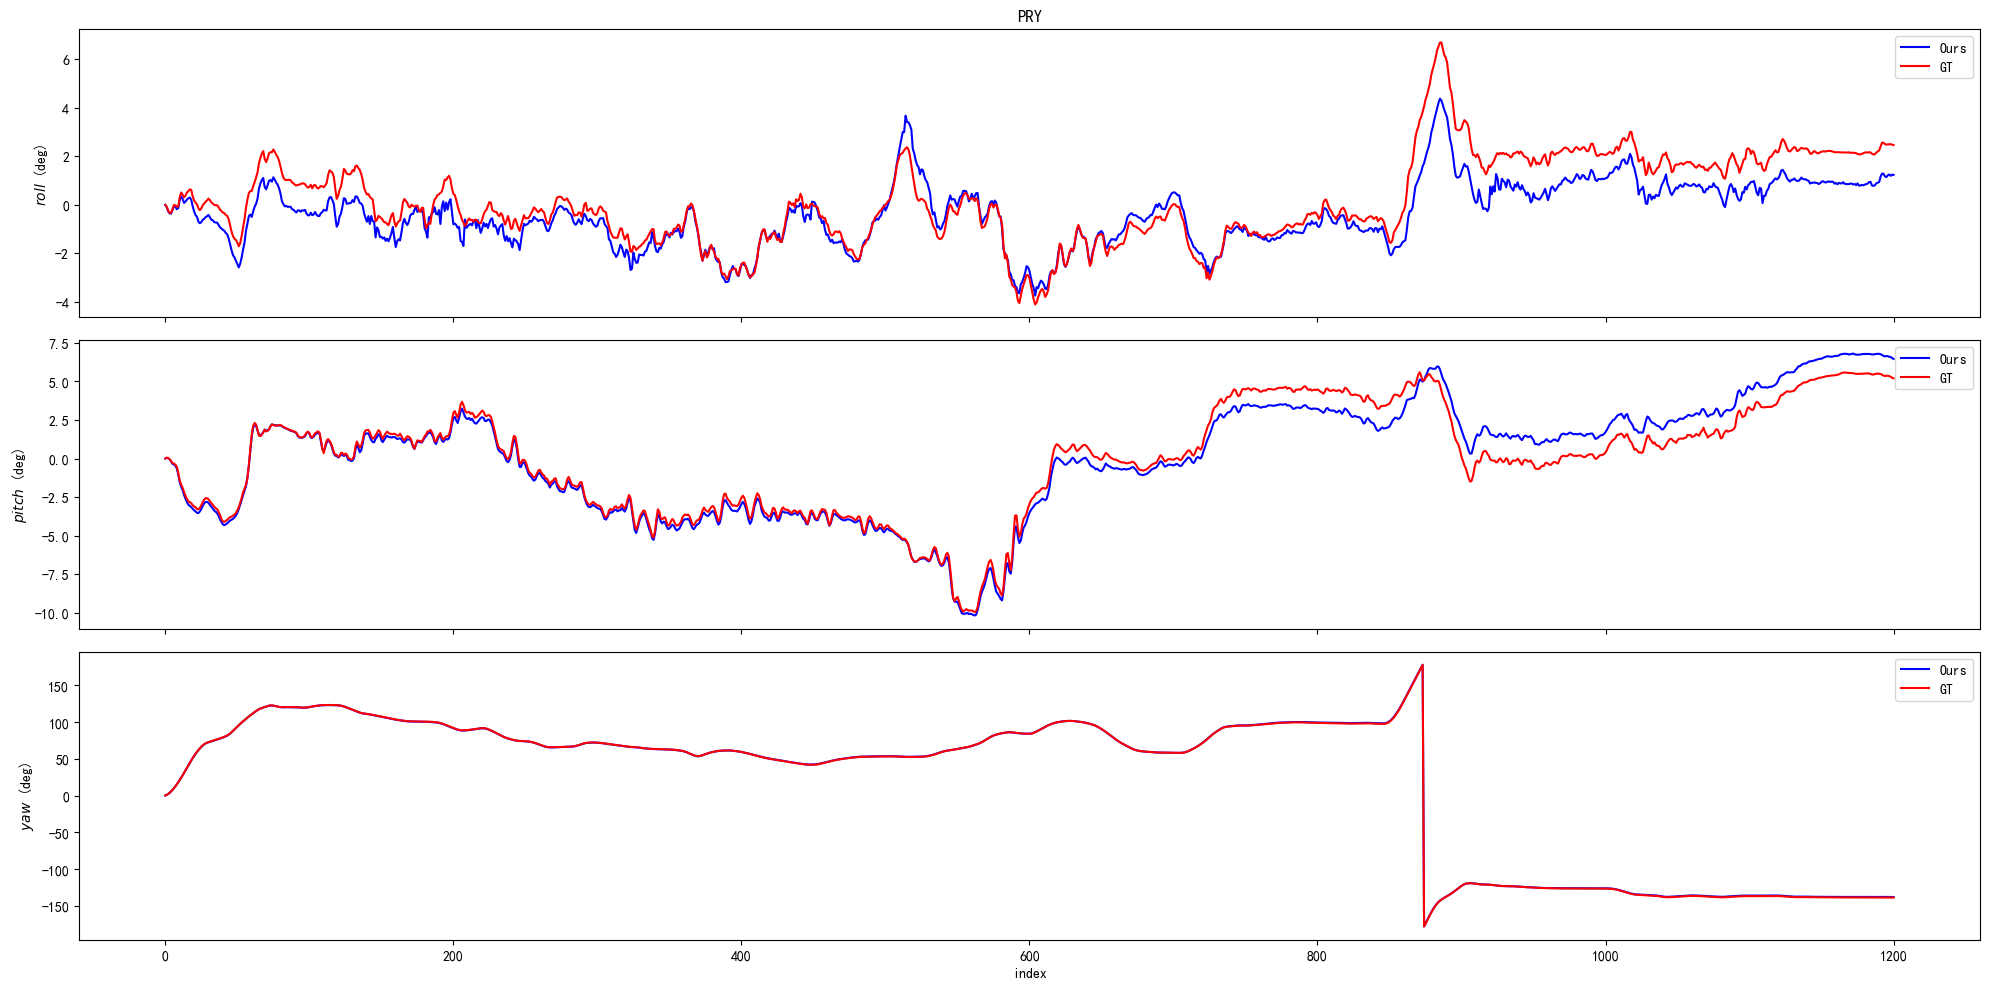 PRY
Ours
GT
6
4
2
0
−2
−4
roll (deg)
Ours
GT
7.5
5.0
2.5
0.0
−2.5
−5.0
−7.5
−10.0
pitch (deg)
Ours
GT
150
100
50
0
−50
−100
−150
yaw (deg)
0 200 400 600 800 1000 1200
index